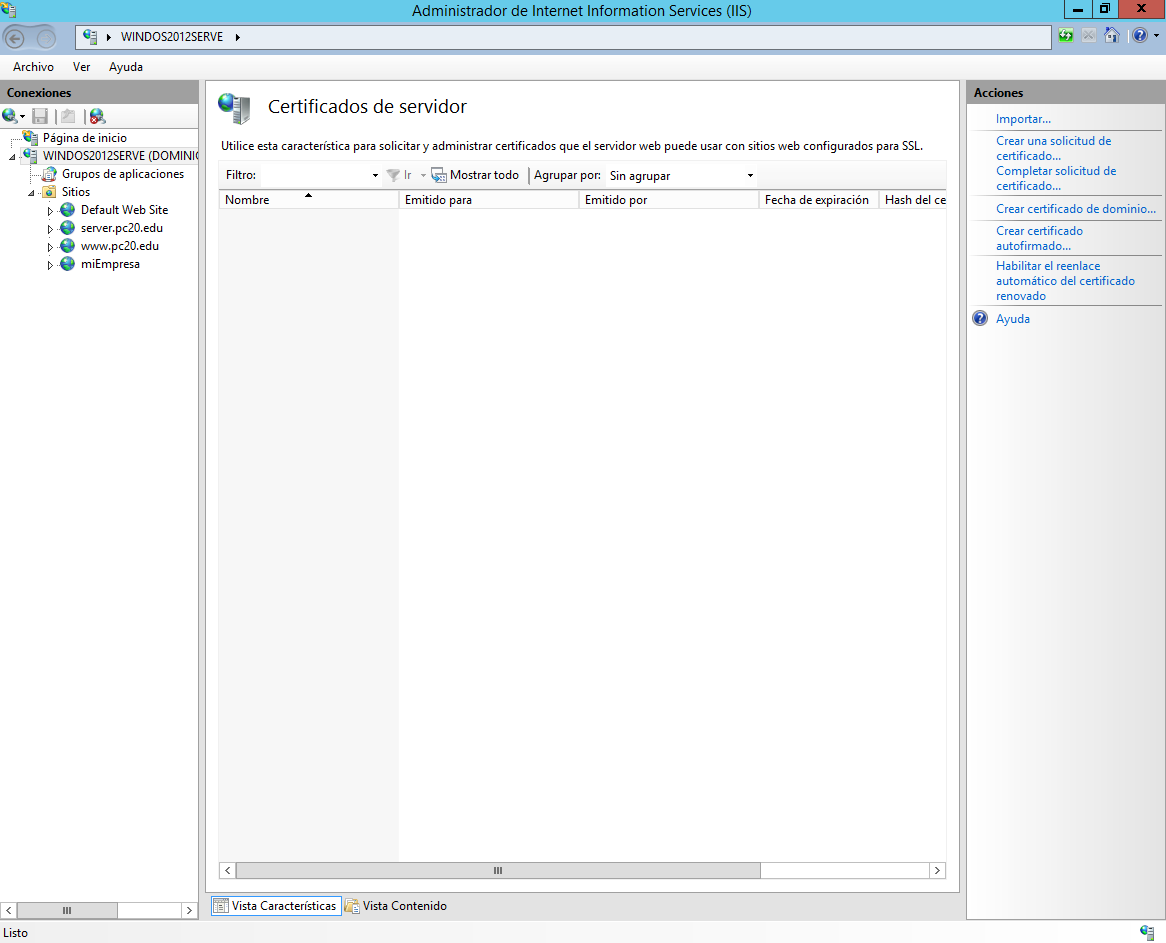 Administrador de Internet Information Services (IIS)
WINDOS2012SERVE
Archivo Ver Ayuda
Conexiones
Página de inicio
WINDOS2012SERVE (DOMINI
Grupos de aplicaciones
Sitios
Default Web Site
server.pc20.edu
www.pc20.edu
miEmpresa
Certificados de servidor
Utilice esta característica para solicitar y administrar certificados que el servidor web puede usar con sitios web configurados para SSL.
Filtro: Ir Mostrar todo Agrupar por: Sin agrupar
Nombre Emitido para Emitido por Fecha de expiración Hash del ce
Vista Características Vista Contenido
Acciones
Importar...
Crear una solicitud de
certificado...
Completar solicitud de
certificado...
Crear certificado de dominio...
Crear certificado
autofirmado...
Habilitar el reenlace
automático del certificado
renovado
Ayuda
Listo